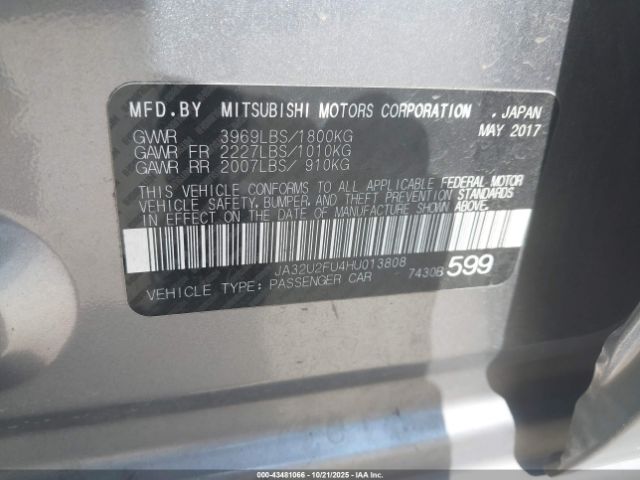 MFD.BY MITSUBISHI MOTORS CORPORATION . JAPAN
MAY 2017
GVWR 3969LBS/1800KG
GAWR FR 2227LBS/1010KG
GAWR RR 2007LBS/ 910KG
THIS VEHICLE CONFORMS TO ALL APPLICABLE FEDERAL MOTOR
VEHICLE SAFETY, BUMPER, AND THEFT PREVENTION STANDARDS
IN EFFECT ON THE DATE OF MANUFACTURE SHOWN ABOVE.
JA32U2FU4HU013808
7430B 599
VEHICLE TYPE: PASSENGER CAR
000-43481066 - 10/21/2025 - © COPYRIGHT IAA, LLC